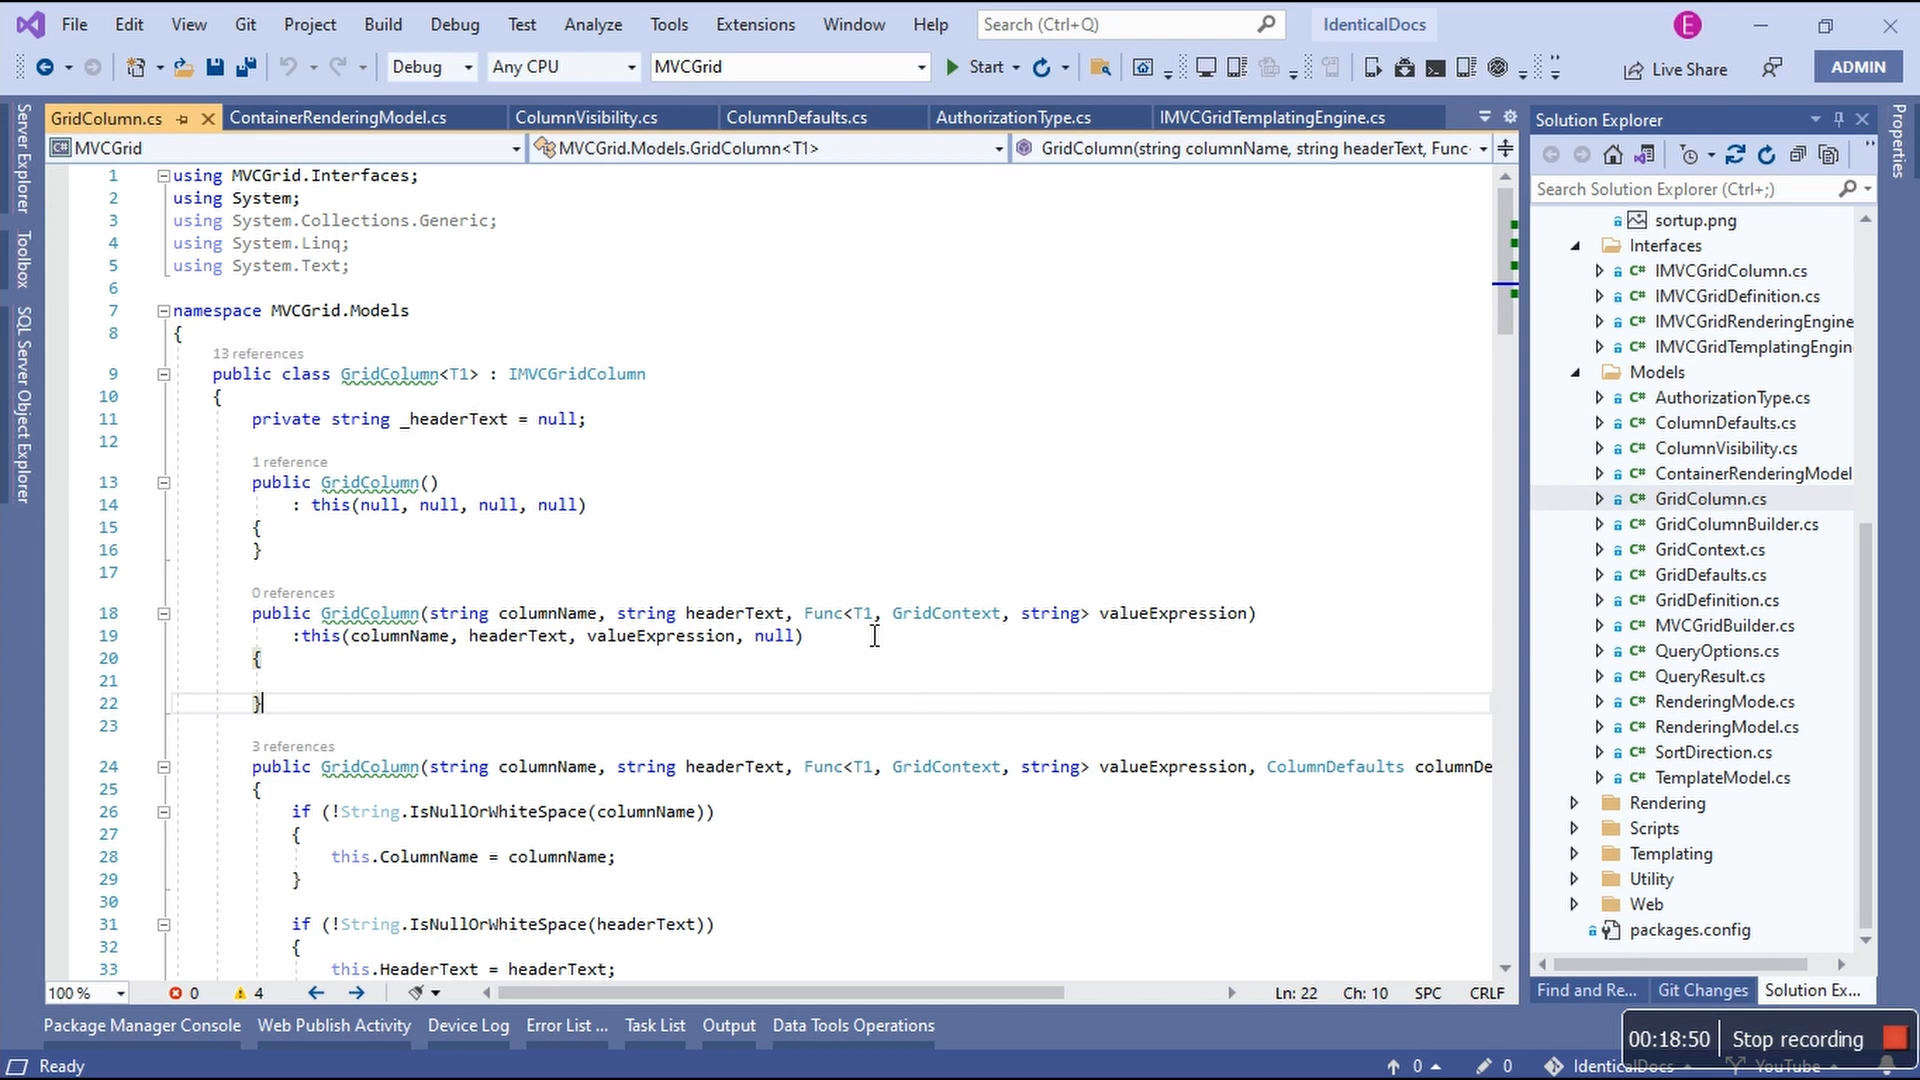 File Edit View Git Project Build Debug Test Analyze Tools Extensions Window Help Search (Ctrl+Q) IdenticalDocs E
Debug Any CPU MVCGrid Start Live Share ADMIN
GridColumn.cs ContainerRenderingModel.cs ColumnVisibility.cs ColumnDefaults.cs AuthorizationType.cs IMVCGridTemplatingEngine.cs
MVCGrid MVCGrid.Models.GridColumn<T1> GridColumn(string columnName, string headerText, Func<
Server Explorer
Toolbox
SQL Server Object Explorer
1 using MVCGrid.Interfaces;
2 using System;
3 using System.Collections.Generic;
4 using System.Linq;
5 using System.Text;
6
7 namespace MVCGrid.Models
8 {
13 references
9 public class GridColumn<T1> : IMVCGridColumn
10 {
11 private string _headerText = null;
12
1 reference
13 public GridColumn()
14 : this(null, null, null, null)
15 {
16 }
17
0 references
18 public GridColumn(string columnName, string headerText, Func<T1, GridContext, string> valueExpression)
19 :this(columnName, headerText, valueExpression, null)
20 {
21
22 }
23
3 references
24 public GridColumn(string columnName, string headerText, Func<T1, GridContext, string> valueExpression, ColumnDefaults columnDe
25 {
26 if (!String.IsNullOrWhiteSpace(columnName))
27 {
28 this.ColumnName = columnName;
29 }
30
31 if (!String.IsNullOrWhiteSpace(headerText))
32 {
33 this.HeaderText = headerText;
100 % 0 4 Ln: 22 Ch: 10 SPC CRLF
Solution Explorer
Search Solution Explorer (Ctrl+;)
sortup.png
Interfaces
C# IMVCGridColumn.cs
C# IMVCGridDefinition.cs
C# IMVCGridRenderingEngine
C# IMVCGridTemplatingEngin
Models
C# AuthorizationType.cs
C# ColumnDefaults.cs
C# ColumnVisibility.cs
C# ContainerRenderingModel
C# GridColumn.cs
C# GridColumnBuilder.cs
C# GridContext.cs
C# GridDefaults.cs
C# GridDefinition.cs
C# MVCGridBuilder.cs
C# QueryOptions.cs
C# QueryResult.cs
C# RenderingMode.cs
C# RenderingModel.cs
C# SortDirection.cs
C# TemplateModel.cs
Rendering
Scripts
Templating
Utility
Web
packages.config
Find and Re... Git Changes Solution Ex...
Properties
Package Manager Console Web Publish Activity Device Log Error List ... Task List Output Data Tools Operations
00:18:50 Stop recording
Ready 0 0 IdenticalDocs YouTube